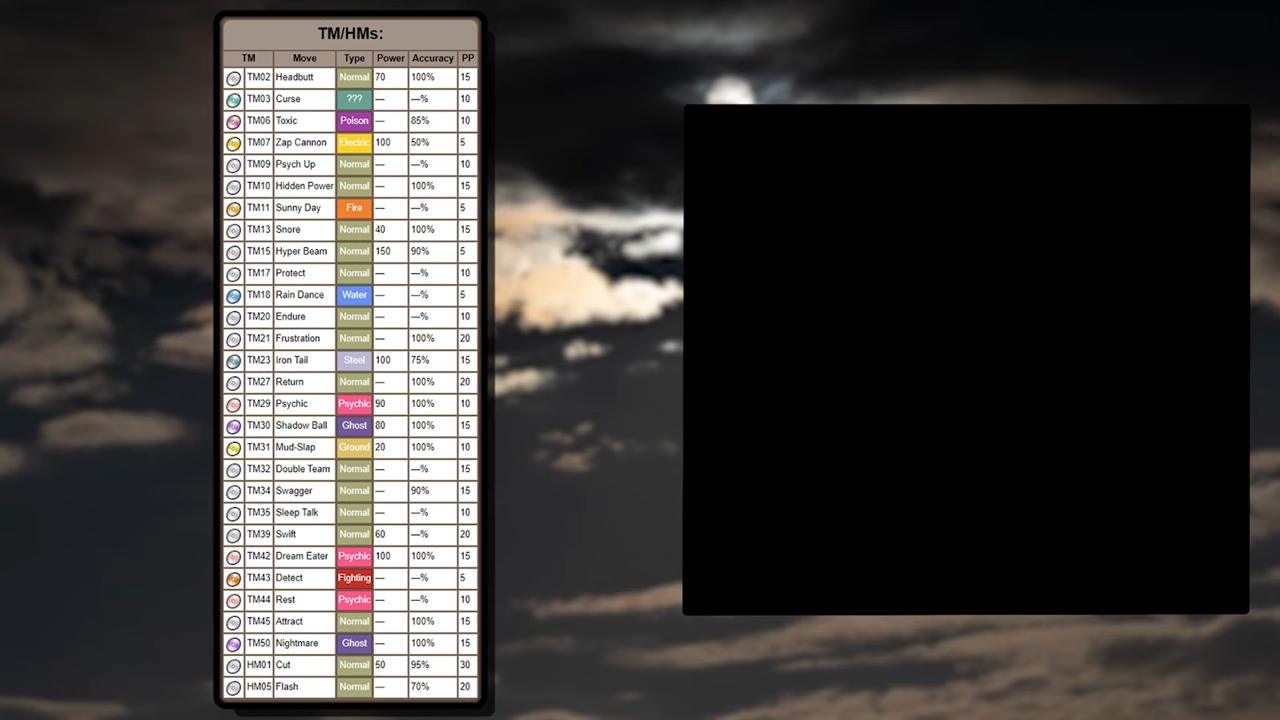 TM/HMs:
TM Move Type Power Accuracy PP
TM02 Headbutt Normal 70 100% 15
TM03 Curse ??? — —% 10
TM06 Toxic Poison — 85% 10
TM07 Zap Cannon Electric 100 50% 5
TM09 Psych Up Normal — —% 10
TM10 Hidden Power Normal — 100% 15
TM11 Sunny Day Fire — —% 5
TM13 Snore Normal 40 100% 15
TM15 Hyper Beam Normal 150 90% 5
TM17 Protect Normal — —% 10
TM18 Rain Dance Water — —% 5
TM20 Endure Normal — —% 10
TM21 Frustration Normal — 100% 20
TM23 Iron Tail Steel 100 75% 15
TM27 Return Normal — 100% 20
TM29 Psychic Psychic 90 100% 10
TM30 Shadow Ball Ghost 80 100% 15
TM31 Mud-Slap Ground 20 100% 10
TM32 Double Team Normal — —% 15
TM34 Swagger Normal — 90% 15
TM35 Sleep Talk Normal — —% 10
TM39 Swift Normal 60 —% 20
TM42 Dream Eater Psychic 100 100% 15
TM43 Detect Fighting — —% 5
TM44 Rest Psychic — —% 10
TM45 Attract Normal — 100% 15
TM50 Nightmare Ghost — 100% 15
HM01 Cut Normal 50 95% 30
HM05 Flash Normal — 70% 20